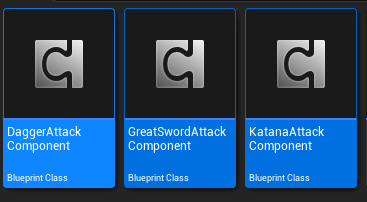 DaggerAttack
Component
Blueprint Class
GreatSwordAttack
Component
Blueprint Class
KatanaAttack
Component
Blueprint Class